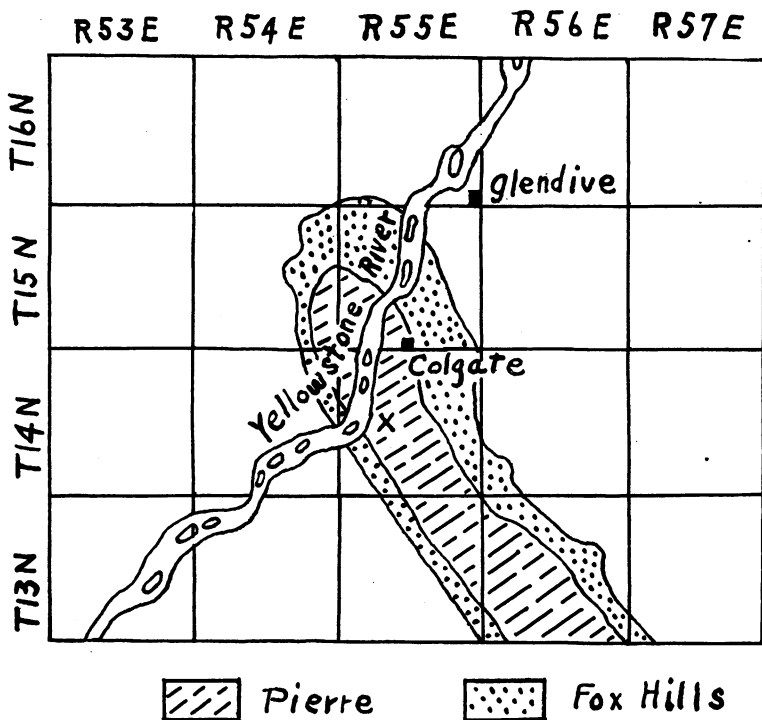 R53E R54E R55E R56E R57E
T16N
glendive
T15N
Yellowstone River
Colgate
T14N
X
T13N
Pierre Fox Hills